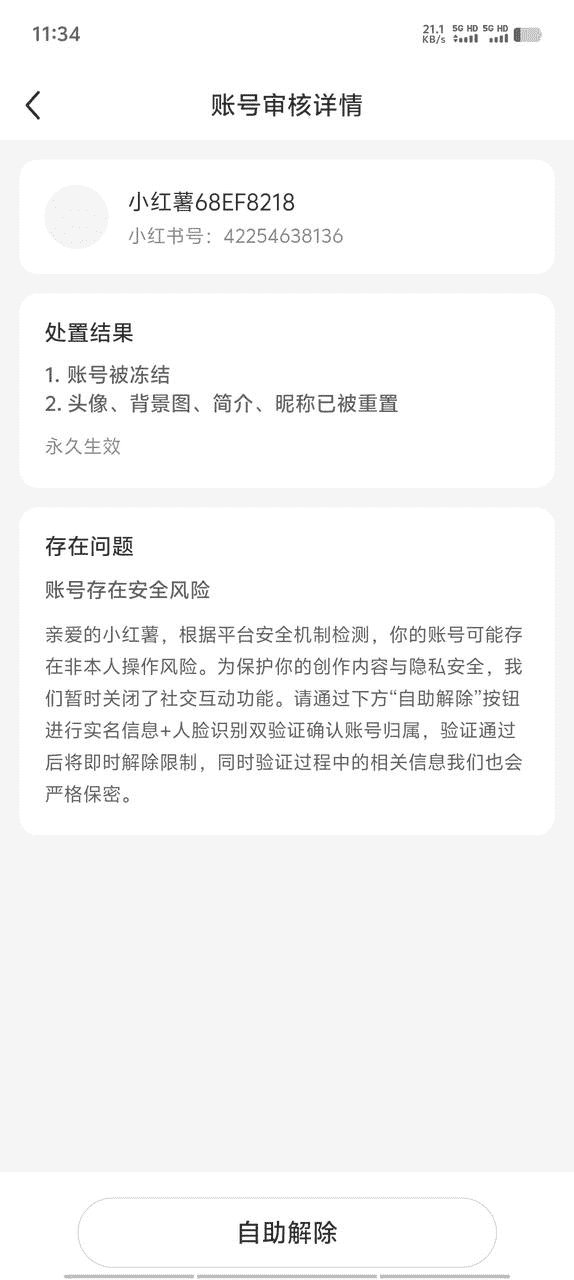 11:34
21.1 KB/s 5G HD 5G HD
账号审核详情
小红薯68EF8218
小红书号：42254638136
处置结果
1. 账号被冻结
2. 头像、背景图、简介、昵称已被重置
永久生效
存在问题
账号存在安全风险
亲爱的小红薯，根据平台安全机制检测，你的账号可能存
在非本人操作风险。为保护你的创作内容与隐私安全，我
们暂时关闭了社交互动功能。请通过下方“自助解除”按钮
进行实名信息+人脸识别双验证确认账号归属，验证通过
后将即时解除限制，同时验证过程中的相关信息我们也会
严格保密。
自助解除